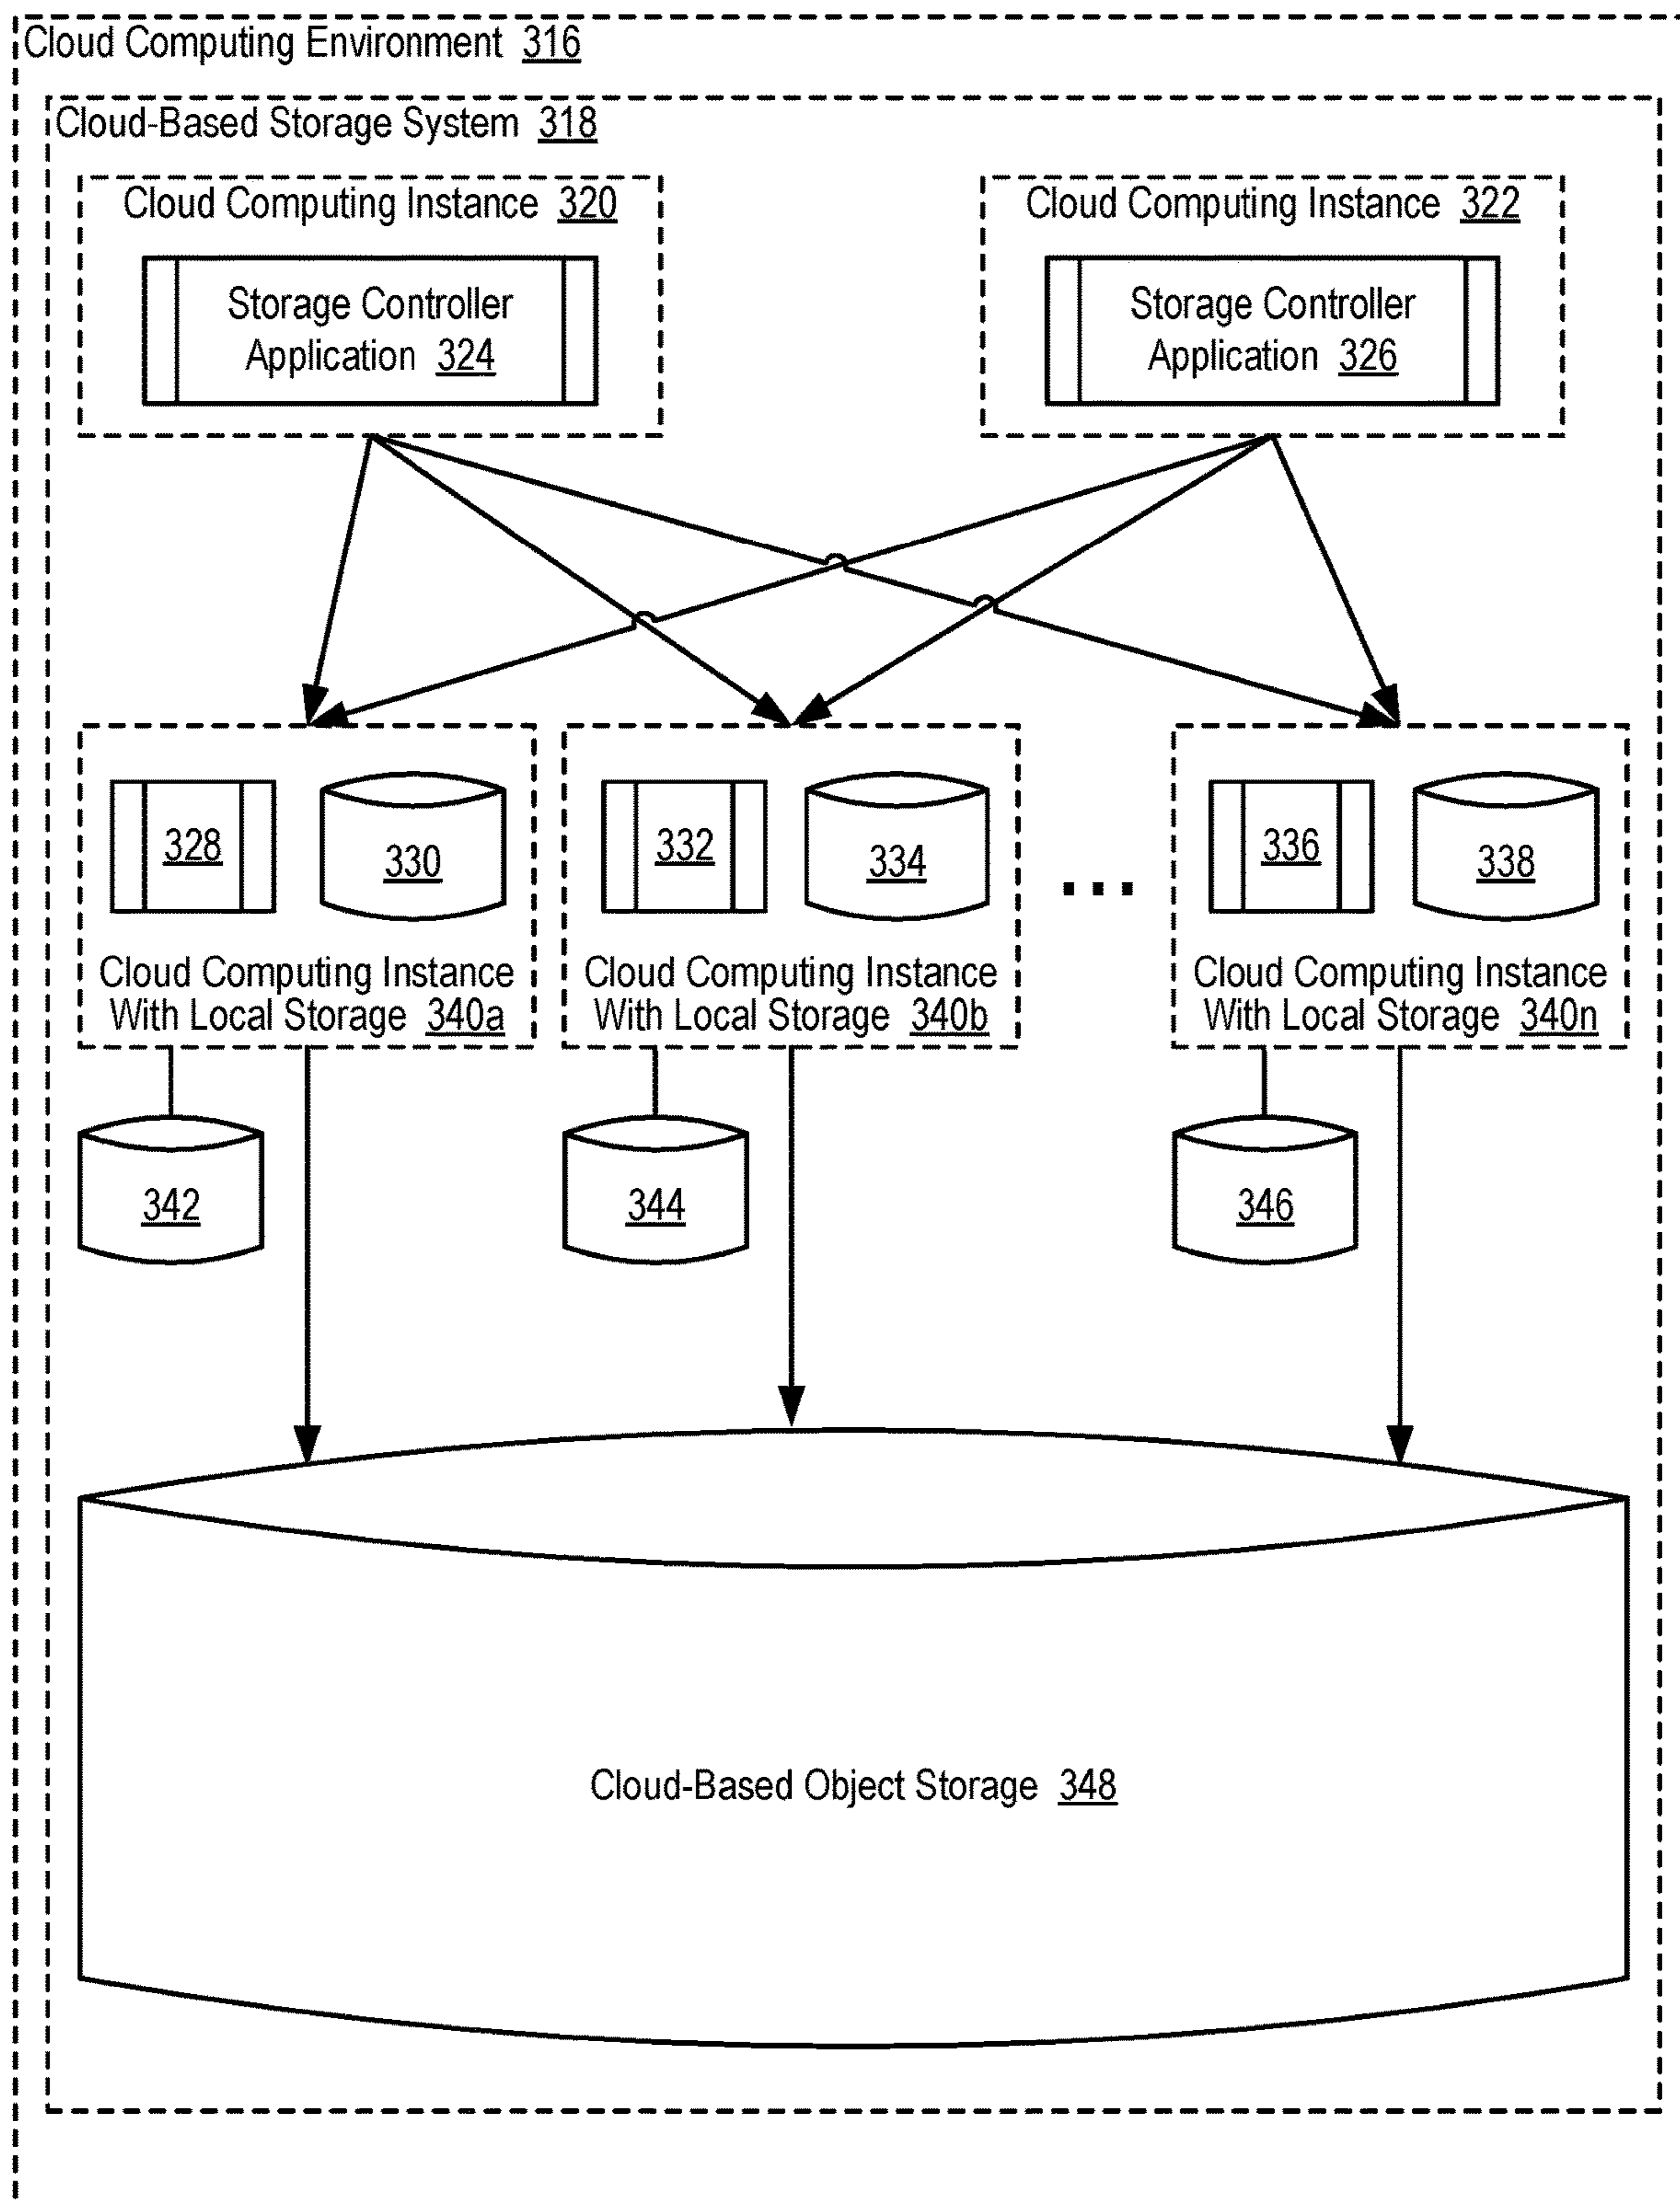 Cloud Computing Environment 316
Cloud-Based Storage System 318
Cloud Computing Instance 320
Storage Controller
Application 324
Cloud Computing Instance 322
Storage Controller
Application 326
328
330
Cloud Computing Instance
With Local Storage 340a
332
334
Cloud Computing Instance
With Local Storage 340b
...
336
338
Cloud Computing Instance
With Local Storage 340n
342
344
346
Cloud-Based Object Storage 348